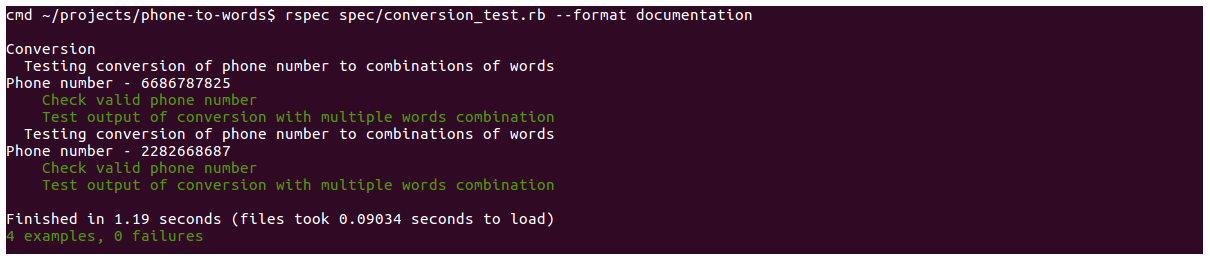 cmd ~/projects/phone-to-words$ rspec spec/conversion_test.rb --format documentation
Conversion
Testing conversion of phone number to combinations of words
Phone number - 6686787825
Check valid phone number
Test output of conversion with multiple words combination
Testing conversion of phone number to combinations of words
Phone number - 2282668687
Check valid phone number
Test output of conversion with multiple words combination
Finished in 1.19 seconds (files took 0.09034 seconds to load)
4 examples, 0 failures